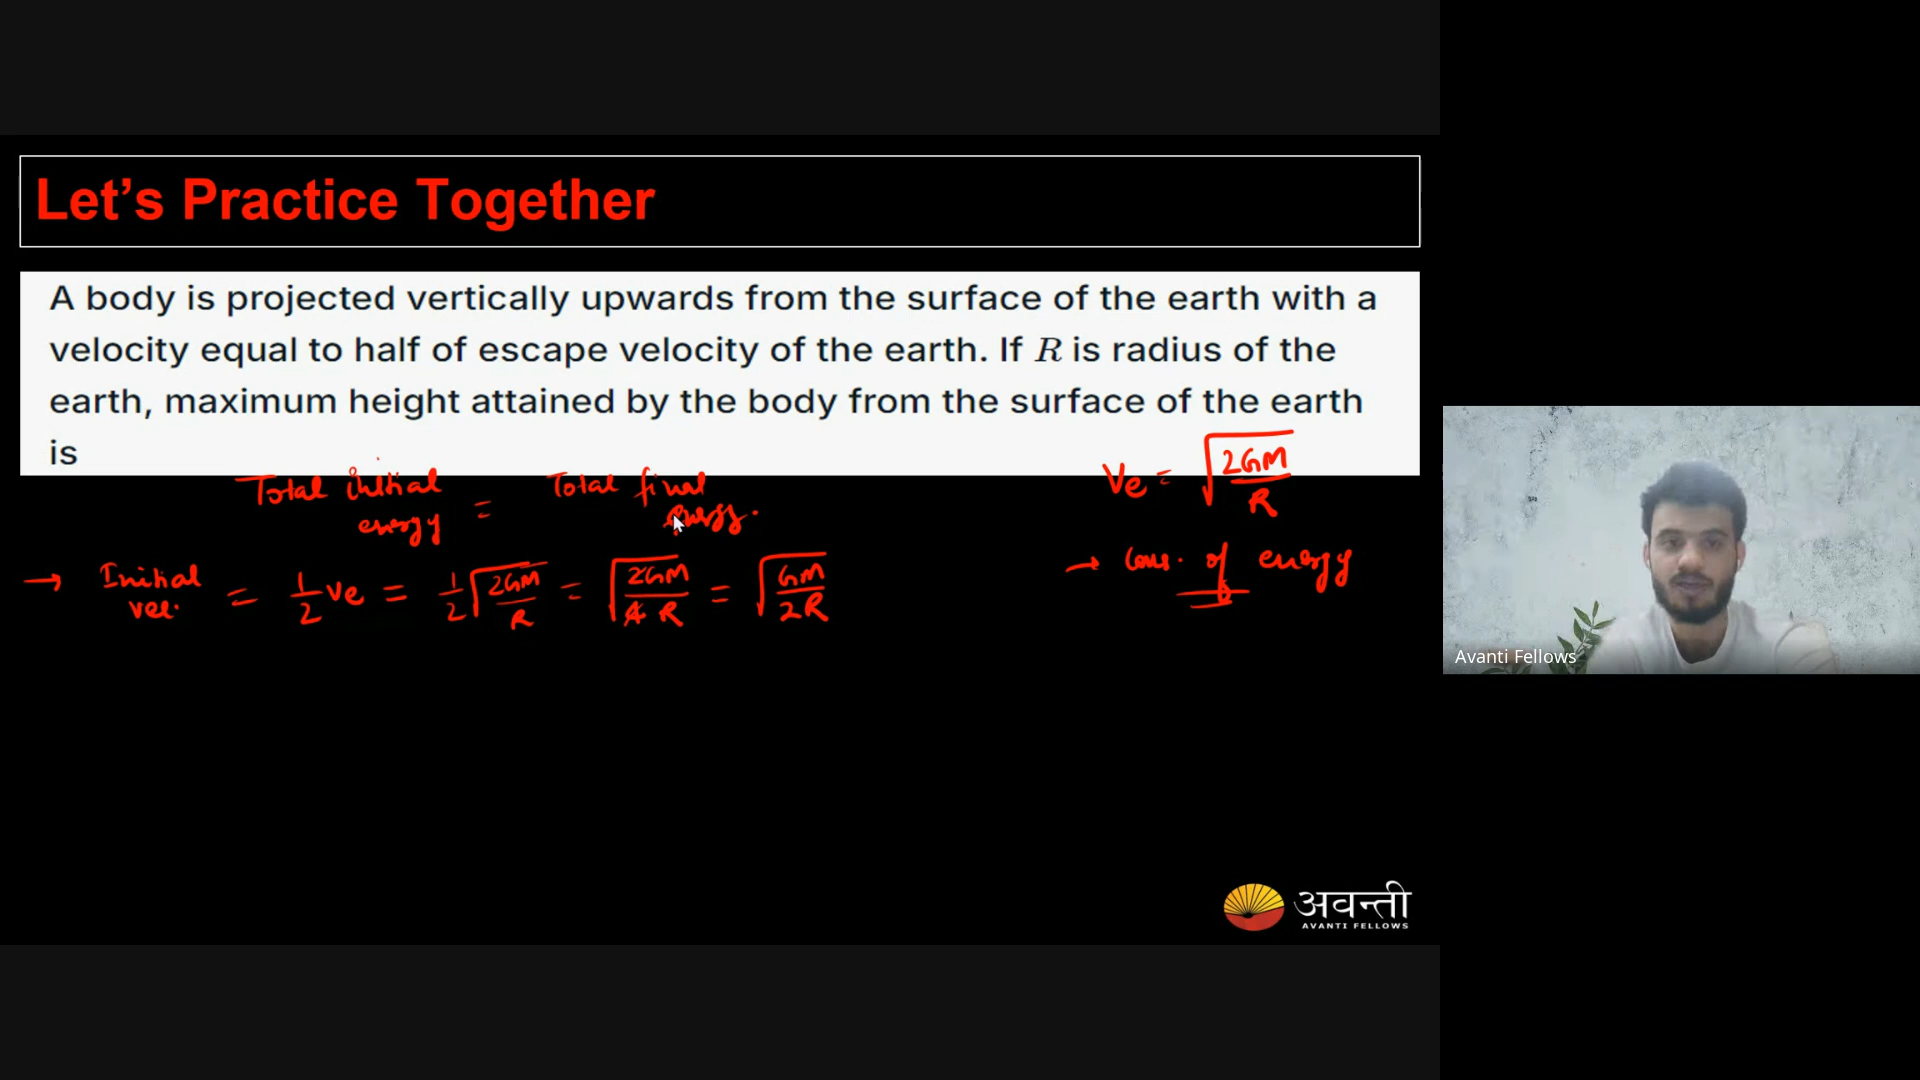 Let's Practice Together
A body is projected vertically upwards from the surface of the earth with a
velocity equal to half of escape velocity of the earth. If R is radius of the
earth, maximum height attained by the body from the surface of the earth
is
Total initial energy = Total final energy.
Ve = √(2GM/R)
→ Cons. of energy
→ Initial vel. = 1/2 ve = 1/2 √(2GM/R) = √(2GM/4R) = √(GM/2R)
Avanti Fellows
अवन्ती
AVANTI FELLOWS